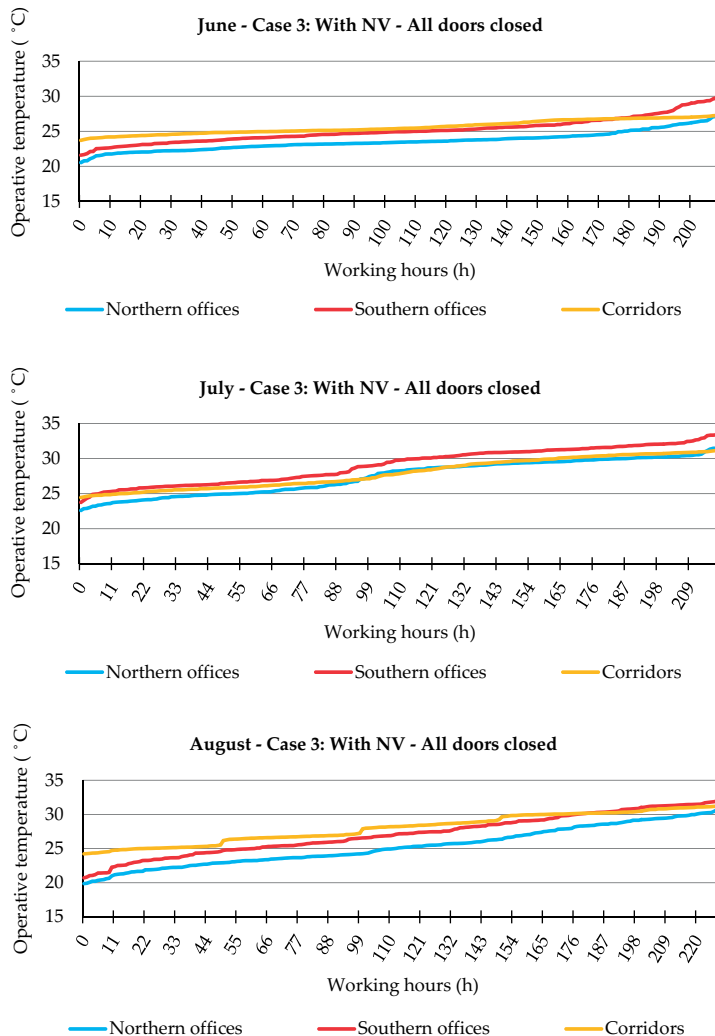 June - Case 3: With NV - All doors closed
Operative temperature ( ˚C)
35
30
25
20
15
0 10 20 30 40 50 60 70 80 90 100 110 120 130 140 150 160 170 180 190 200
Working hours (h)
Northern offices Southern offices Corridors
July - Case 3: With NV - All doors closed
Operative temperature ( ˚C)
35
30
25
20
15
0 11 22 33 44 55 66 77 88 99 110 121 132 143 154 165 176 187 198 209
Working hours (h)
Northern offices Southern offices Corridors
August - Case 3: With NV - All doors closed
Operative temperature ( ˚C)
35
30
25
20
15
0 11 22 33 44 55 66 77 88 99 110 121 132 143 154 165 176 187 198 209 220
Working hours (h)
Northern offices Southern offices Corridors